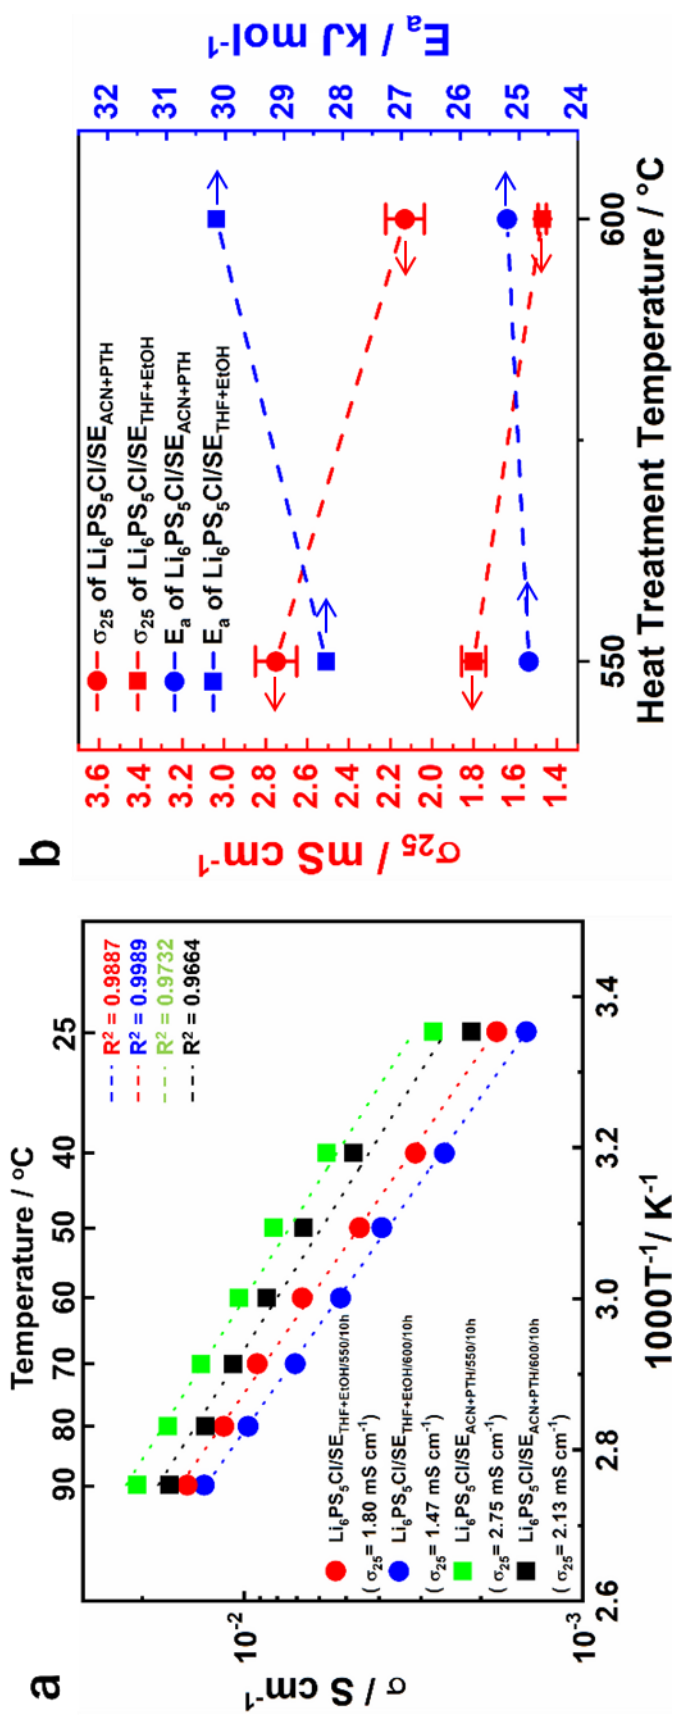 a
Temperature / °C
90 80 70 60 50 40 25
R² = 0.9887
R² = 0.9989
R² = 0.9732
R² = 0.9664
σ / S cm⁻¹
10⁻²
10⁻³
Li₆PS₅Cl/SE_THF+EtOH/550/10h
( σ₂₅= 1.80 mS cm⁻¹)
Li₆PS₅Cl/SE_THF+EtOH/600/10h
( σ₂₅= 1.47 mS cm⁻¹)
Li₆PS₅Cl/SE_ACN+PTH/550/10h
( σ₂₅= 2.75 mS cm⁻¹)
Li₆PS₅Cl/SE_ACN+PTH/600/10h
( σ₂₅= 2.13 mS cm⁻¹)
2.6 2.8 3.0 3.2 3.4
1000T⁻¹/ K⁻¹
b
σ₂₅ / mS cm⁻¹
3.6
3.4
3.2
3.0
2.8
2.6
2.4
2.2
2.0
1.8
1.6
1.4
σ₂₅ of Li₆PS₅Cl/SE_ACN+PTH
σ₂₅ of Li₆PS₅Cl/SE_THF+EtOH
Eₐ of Li₆PS₅Cl/SE_ACN+PTH
Eₐ of Li₆PS₅Cl/SE_THF+EtOH
32
31
30
29
28
27
26
25
24
Eₐ / kJ mol⁻¹
550 600
Heat Treatment Temperature / °C